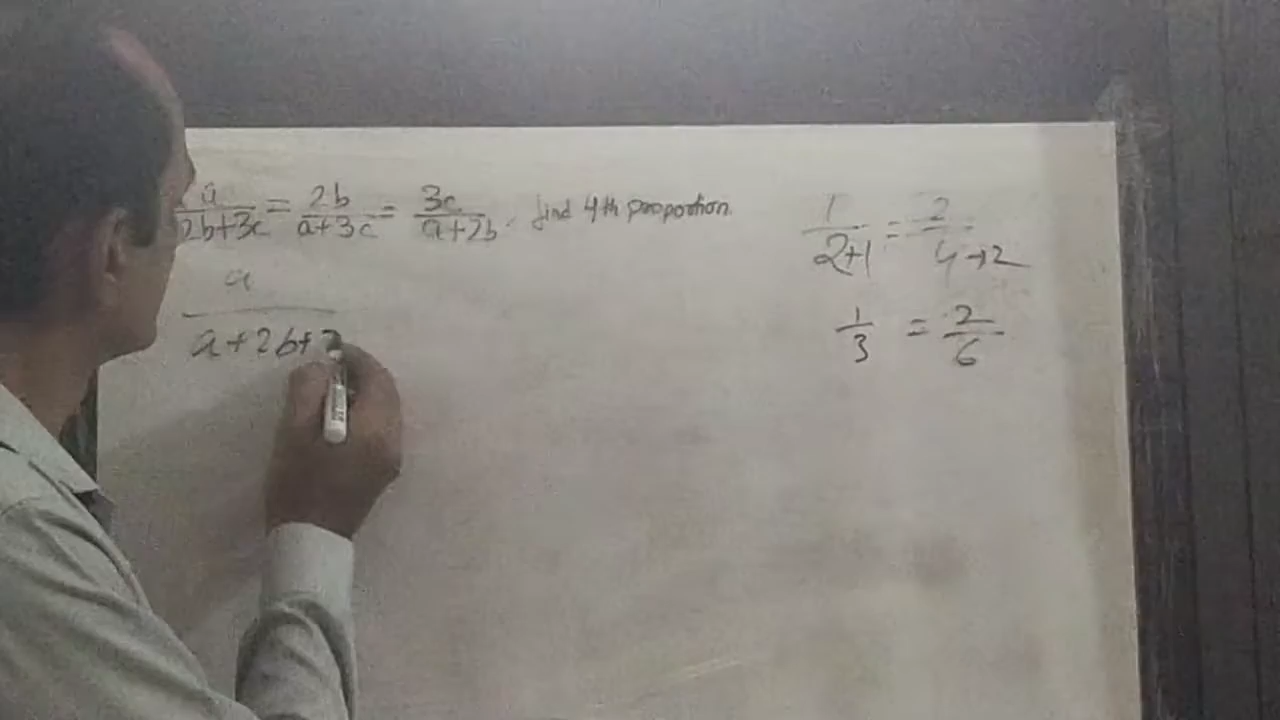 a/2b+3c = 2b/a+3c = 3c/a+2b . find 4th proportion.
a/a+2b+3
1/2+1 = 2/4+2
1/3 = 2/6